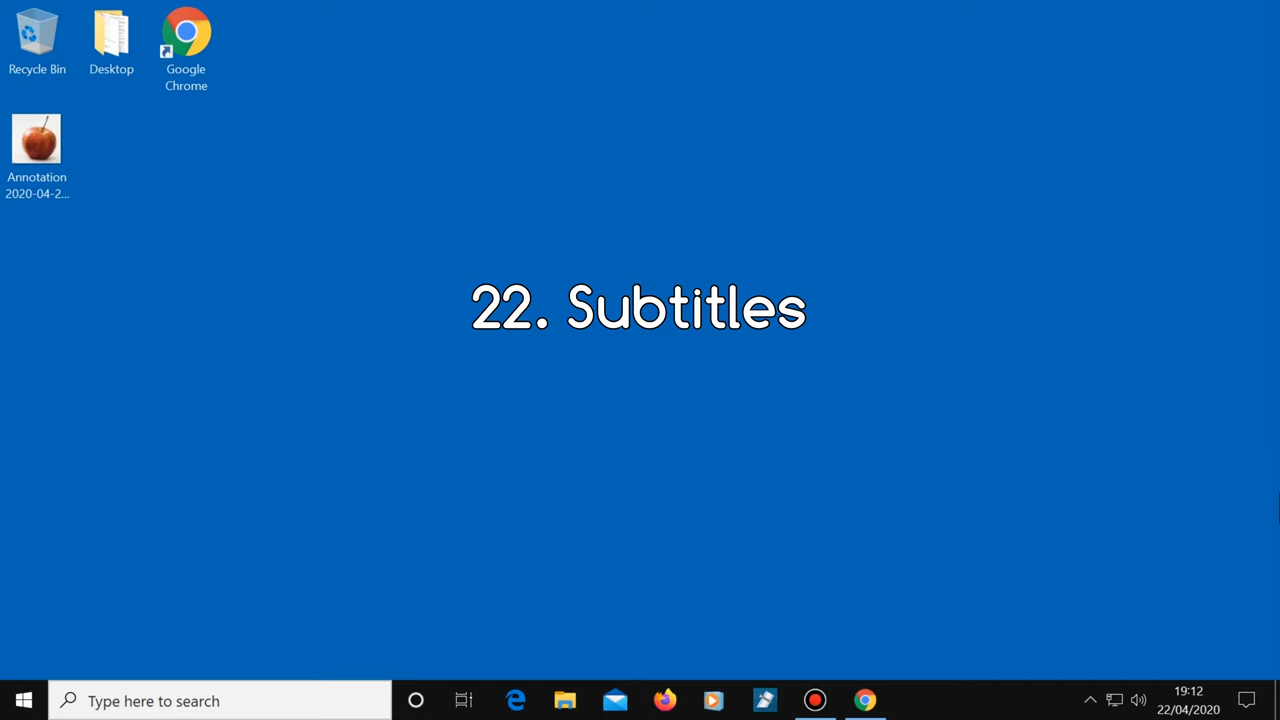 Recycle Bin
Desktop
Google
Chrome
Annotation
2020-04-2...
22. Subtitles
Type here to search
19:12
22/04/2020